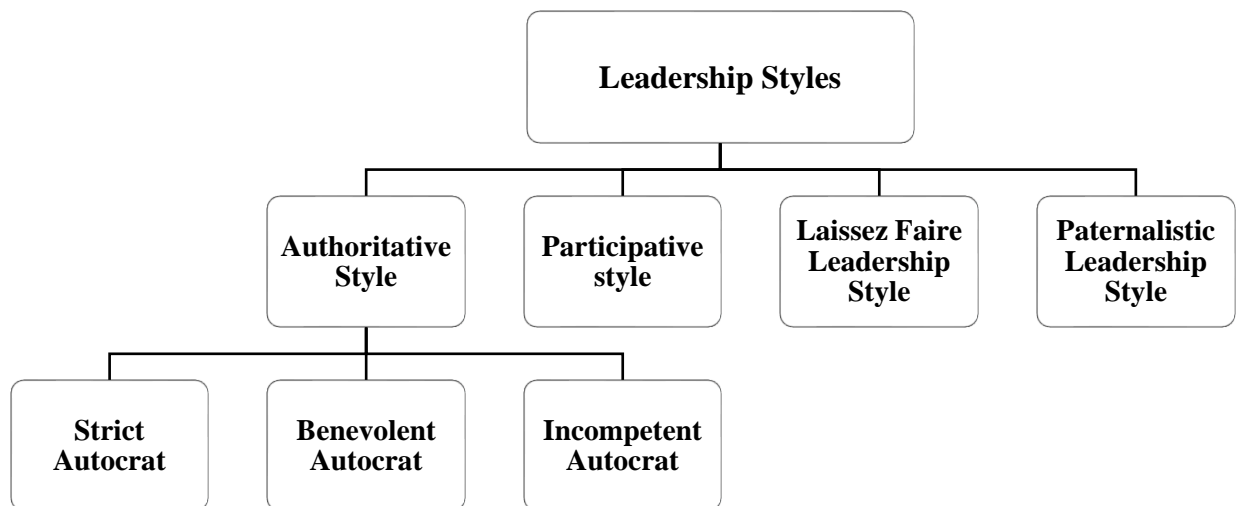 Leadership Styles
Authoritative
Style
Participative
style
Laissez Faire
Leadership
Style
Paternalistic
Leadership
Style
Strict
Autocrat
Benevolent
Autocrat
Incompetent
Autocrat